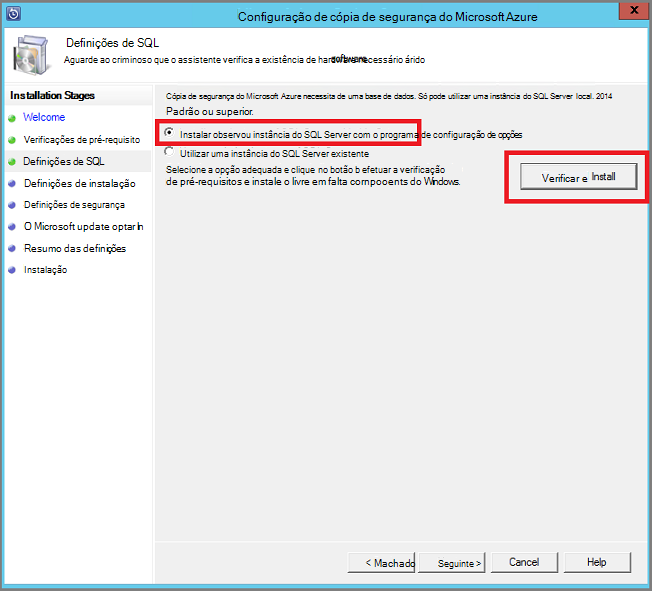 Configuração de cópia de segurança do Microsoft Azure
X
Definições de SQL
Aguarde ao criminoso que o assistente verifica a existência de necessário árido
Installation Stages
Welcome
Verificações de pré-requisito
Definições de SQL
Definições de instalação
Definições de segurança
O Microsoft update optar In
Resumo das definições
Instalação
Cópia de segurança do Microsoft Azure necessita de uma base de dados. Só pode utilizar uma instância do SQL Server local. 2014
Padrão ou superior.
Instalar observou instância do SQL Server com o programa de configuração de opções
Utilizar uma instância do SQL Server existente
Selecione a opção adequada e clique no botão b efetuar a verificação
de pré-requisitos e instale o livre em falta compooents do Windows.
Verificar e Install
< Machado
Seguinte >
Cancel
Help